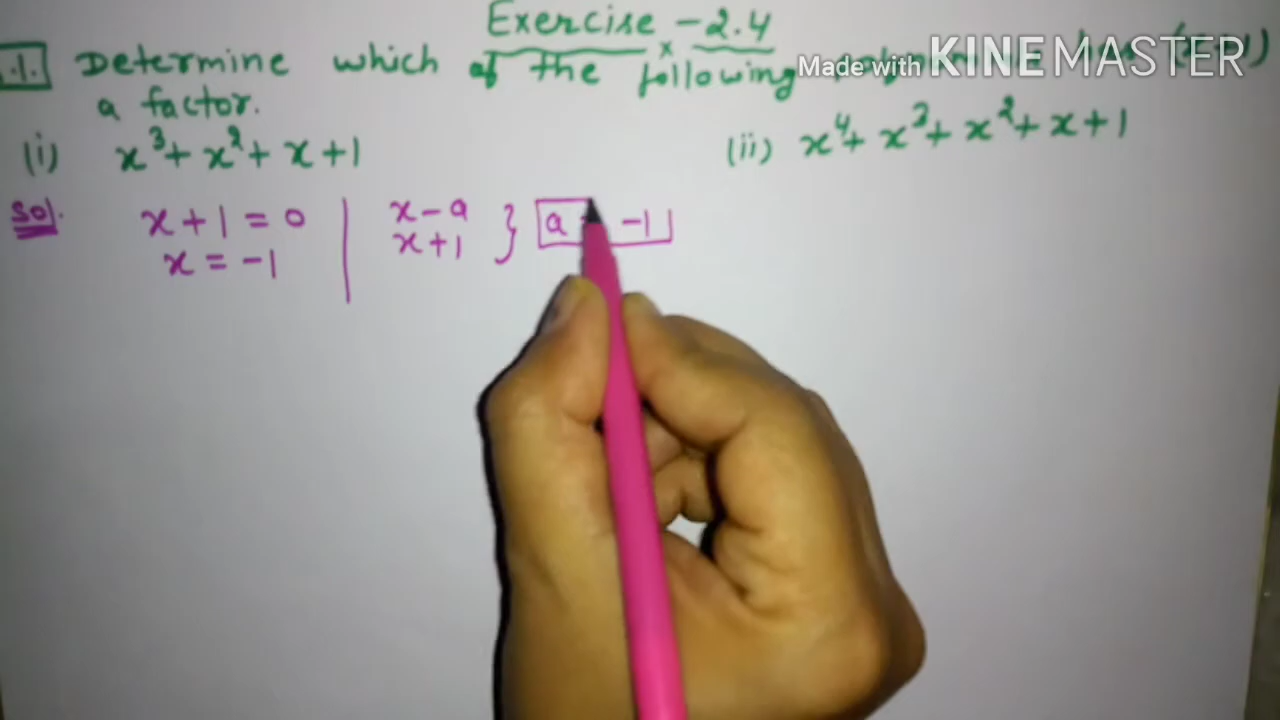 Exercise - 2.4
.1. Determine which of the following
a factor.
Made with KINEMASTER
(i) x³ + x² + x + 1
(ii) x⁴ + x³ + x² + x + 1
Sol.
x + 1 = 0
x = -1
x - a
x + 1
} a -1